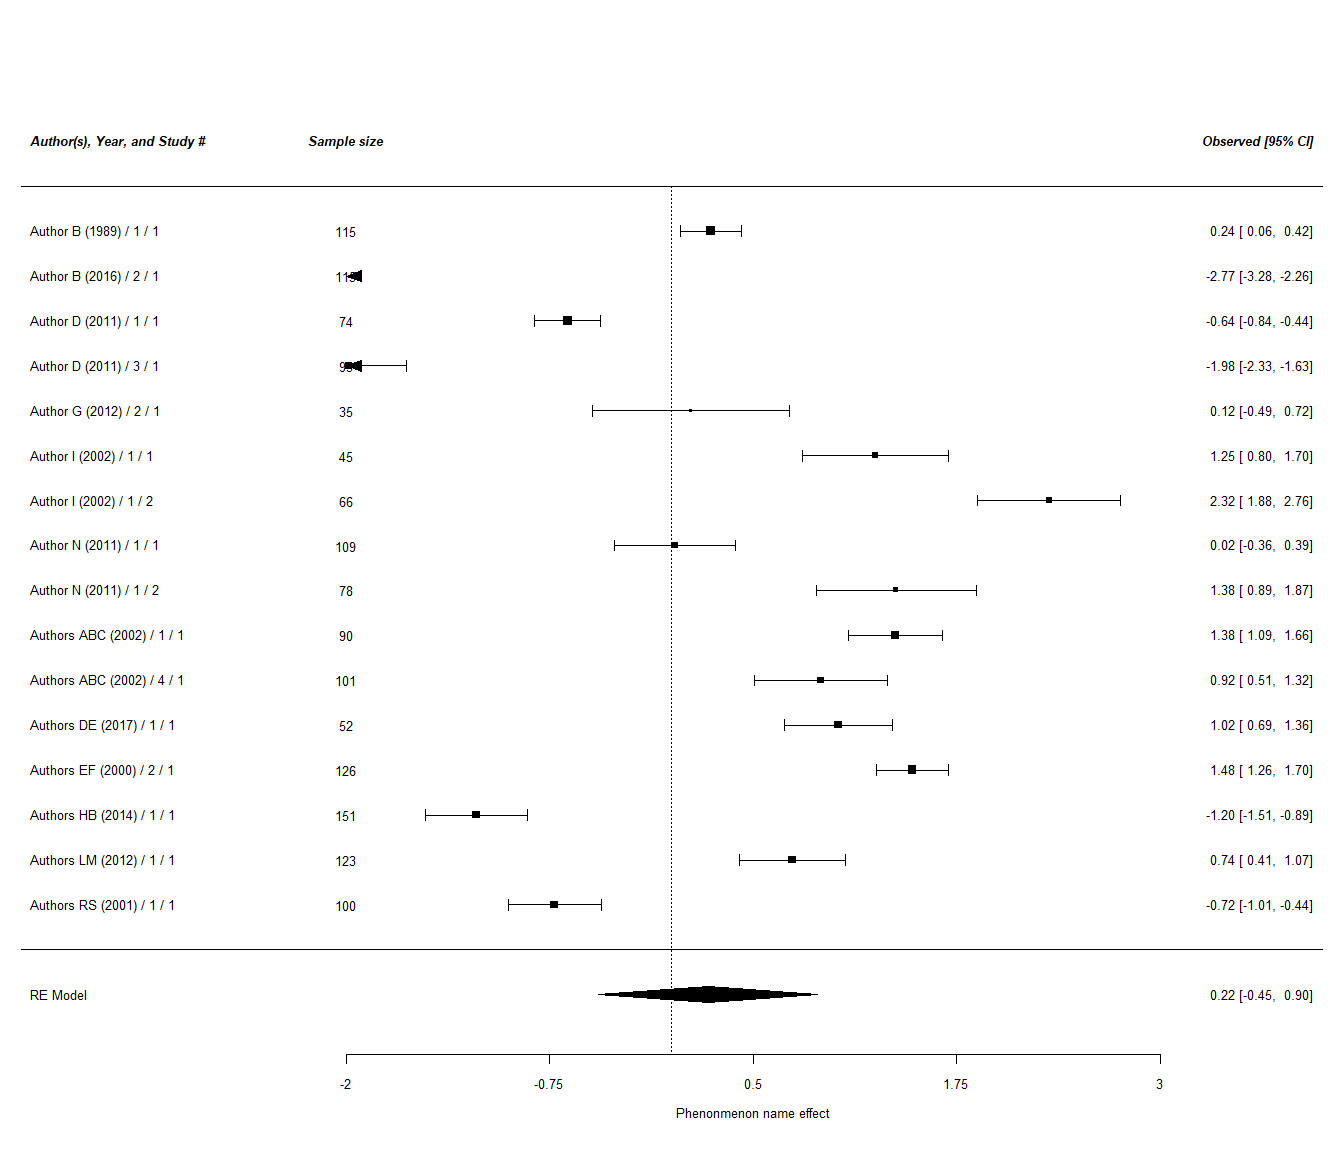 Author(s), Year, and Study # Sample size Observed [95% CI]
Author B (1989) / 1 / 1 115 0.24 [ 0.06, 0.42]
Author B (2016) / 2 / 1 -2.77 [-3.28, -2.26]
Author D (2011) / 1 / 1 74 -0.64 [-0.84, -0.44]
Author D (2011) / 3 / 1 -1.98 [-2.33, -1.63]
Author G (2012) / 2 / 1 35 0.12 [-0.49, 0.72]
Author I (2002) / 1 / 1 45 1.25 [ 0.80, 1.70]
Author I (2002) / 1 / 2 66 2.32 [ 1.88, 2.76]
Author N (2011) / 1 / 1 109 0.02 [-0.36, 0.39]
Author N (2011) / 1 / 2 78 1.38 [ 0.89, 1.87]
Authors ABC (2002) / 1 / 1 90 1.38 [ 1.09, 1.66]
Authors ABC (2002) / 4 / 1 101 0.92 [ 0.51, 1.32]
Authors DE (2017) / 1 / 1 52 1.02 [ 0.69, 1.36]
Authors EF (2000) / 2 / 1 126 1.48 [ 1.26, 1.70]
Authors HB (2014) / 1 / 1 151 -1.20 [-1.51, -0.89]
Authors LM (2012) / 1 / 1 123 0.74 [ 0.41, 1.07]
Authors RS (2001) / 1 / 1 100 -0.72 [-1.01, -0.44]
RE Model 0.22 [-0.45, 0.90]
-2 -0.75 0.5 1.75 3
Phenonmenon name effect